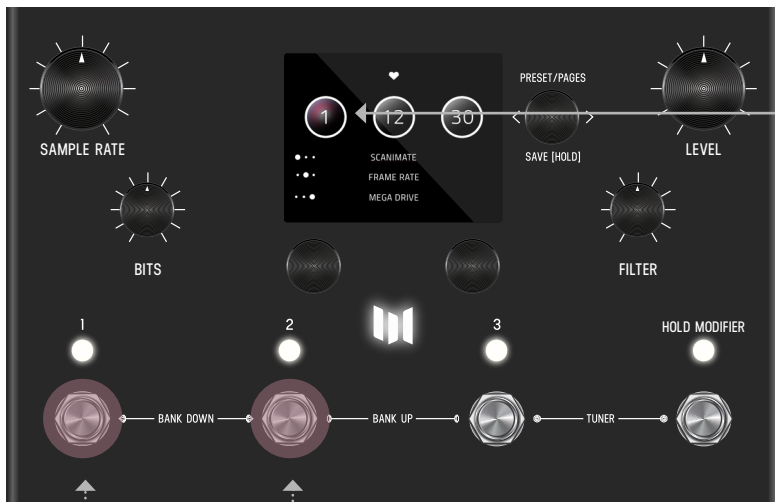 PRESET/PAGES
1 12 30
SAMPLE RATE
SCANIMATE
SAVE [HOLD]
LEVEL
FRAME RATE
MEGA DRIVE
BITS
FILTER
1
2
3
HOLD MODIFIER
BANK DOWN
BANK UP
TUNER